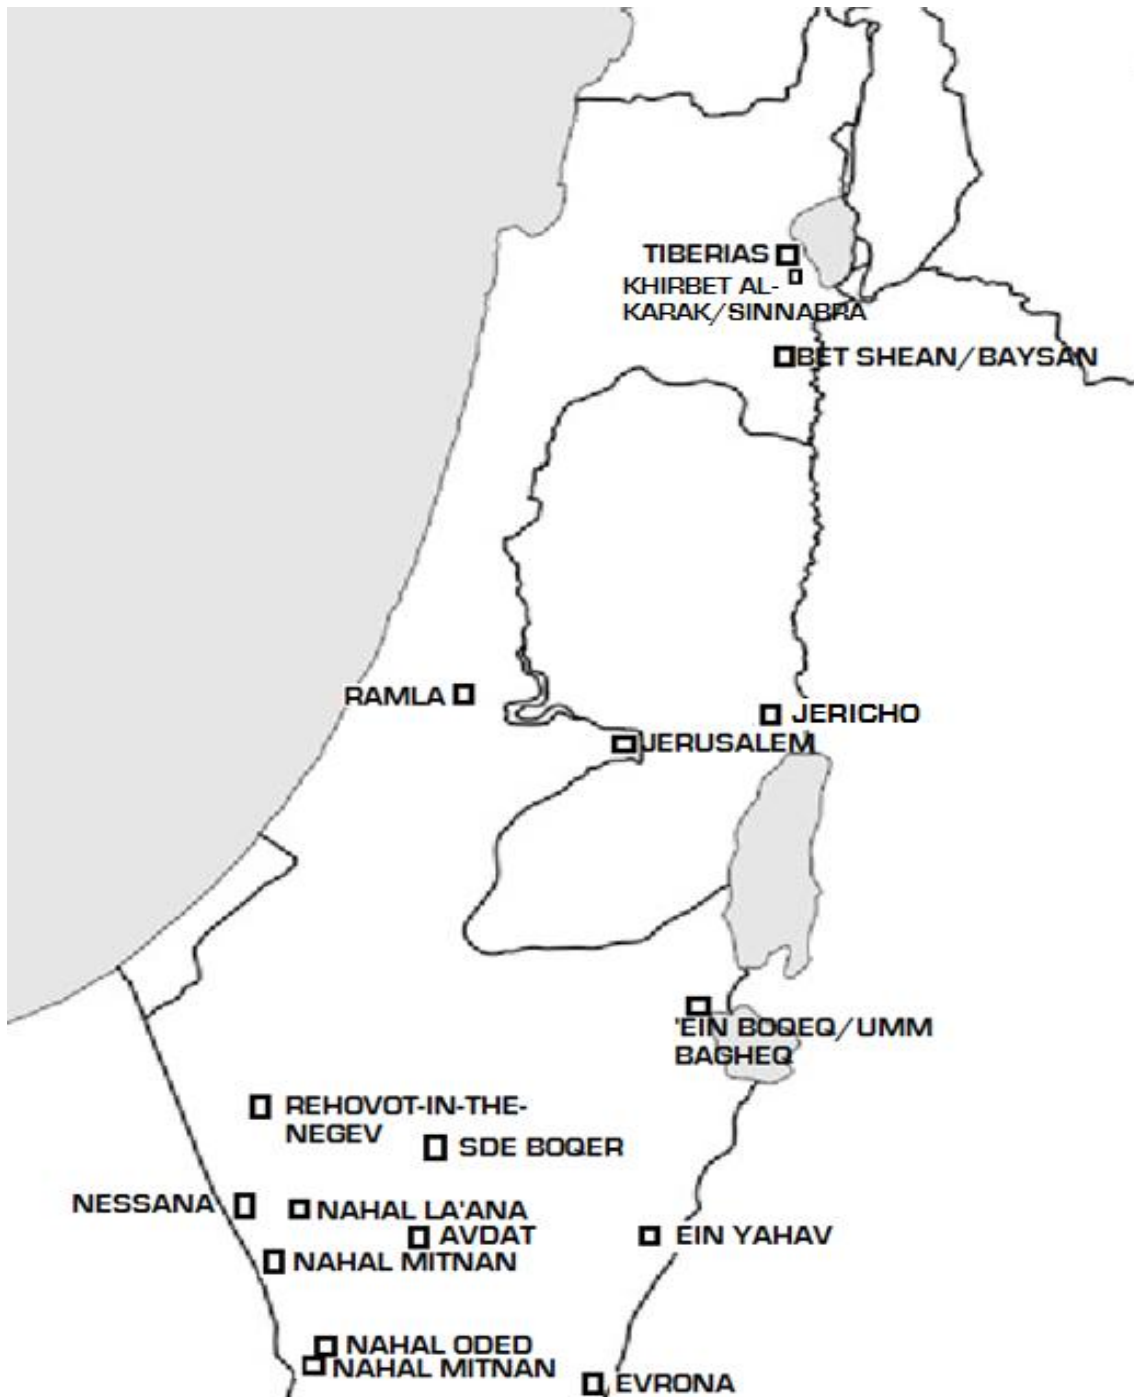 TIBERIAS
KHIRBET AL-
KARAK/SINNABRA
BET SHEAN/BAYSAN
RAMLA
JERICHO
JERUSALEM
'EIN BOQEQ/UMM
BAGHEQ
REHOVOT-IN-THE-
NEGEV
SDE BOQER
NESSANA
NAHAL LA'ANA
AVDAT
EIN YAHAV
NAHAL MITNAN
NAHAL ODED
NAHAL MITNAN
EVRONA